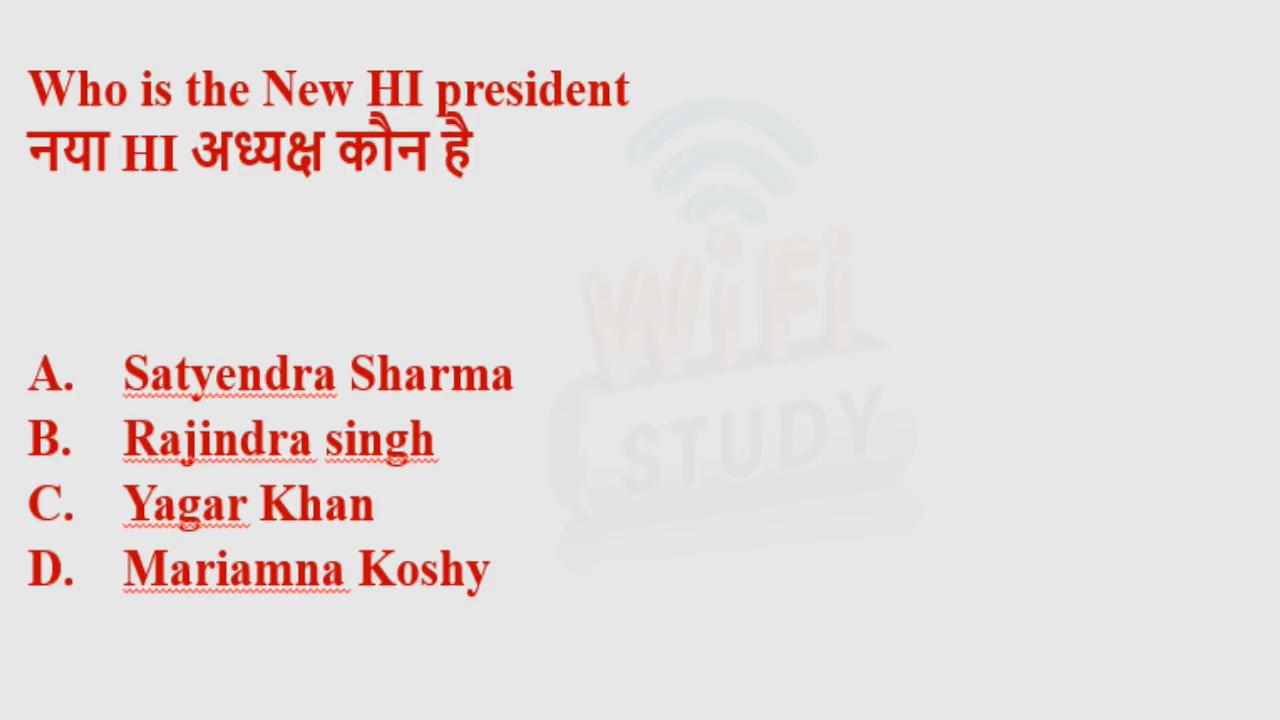 Who is the New HI president
नया HI अध्यक्ष कौन है
A. Satyendra Sharma
B. Rajindra singh
C. Yagar Khan
D. Mariamna Koshy
WiFi
STUDY